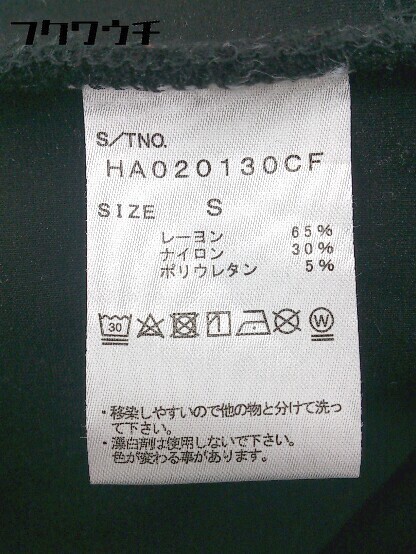 フクワウチ
S/TNO.
HA020130CF
SIZE S
レーヨン 65%
ナイロン 30%
ポリウレタン 5%
30 W
・移染しやすいので他の物と分けて洗っ
て下さい。
・漂白剤は使用しないで下さい。
色が変わる事があります。